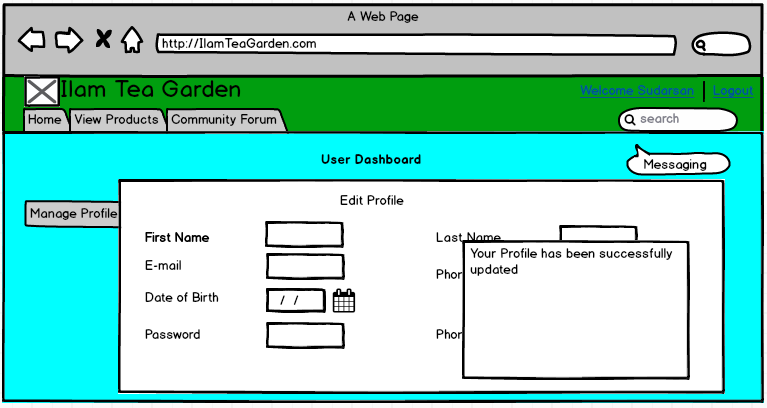 A Web Page
http://IlamTeaGarden.com
Ilam Tea Garden
Welcome Sudarsan
Logout
Home
View Products
Community Forum
search
User Dashboard
Messaging
Manage Profile
Edit Profile
First Name
Last Name
Your Profile has been successfully
updated
E-mail
Phor
Date of Birth
/ /
Password
Phor